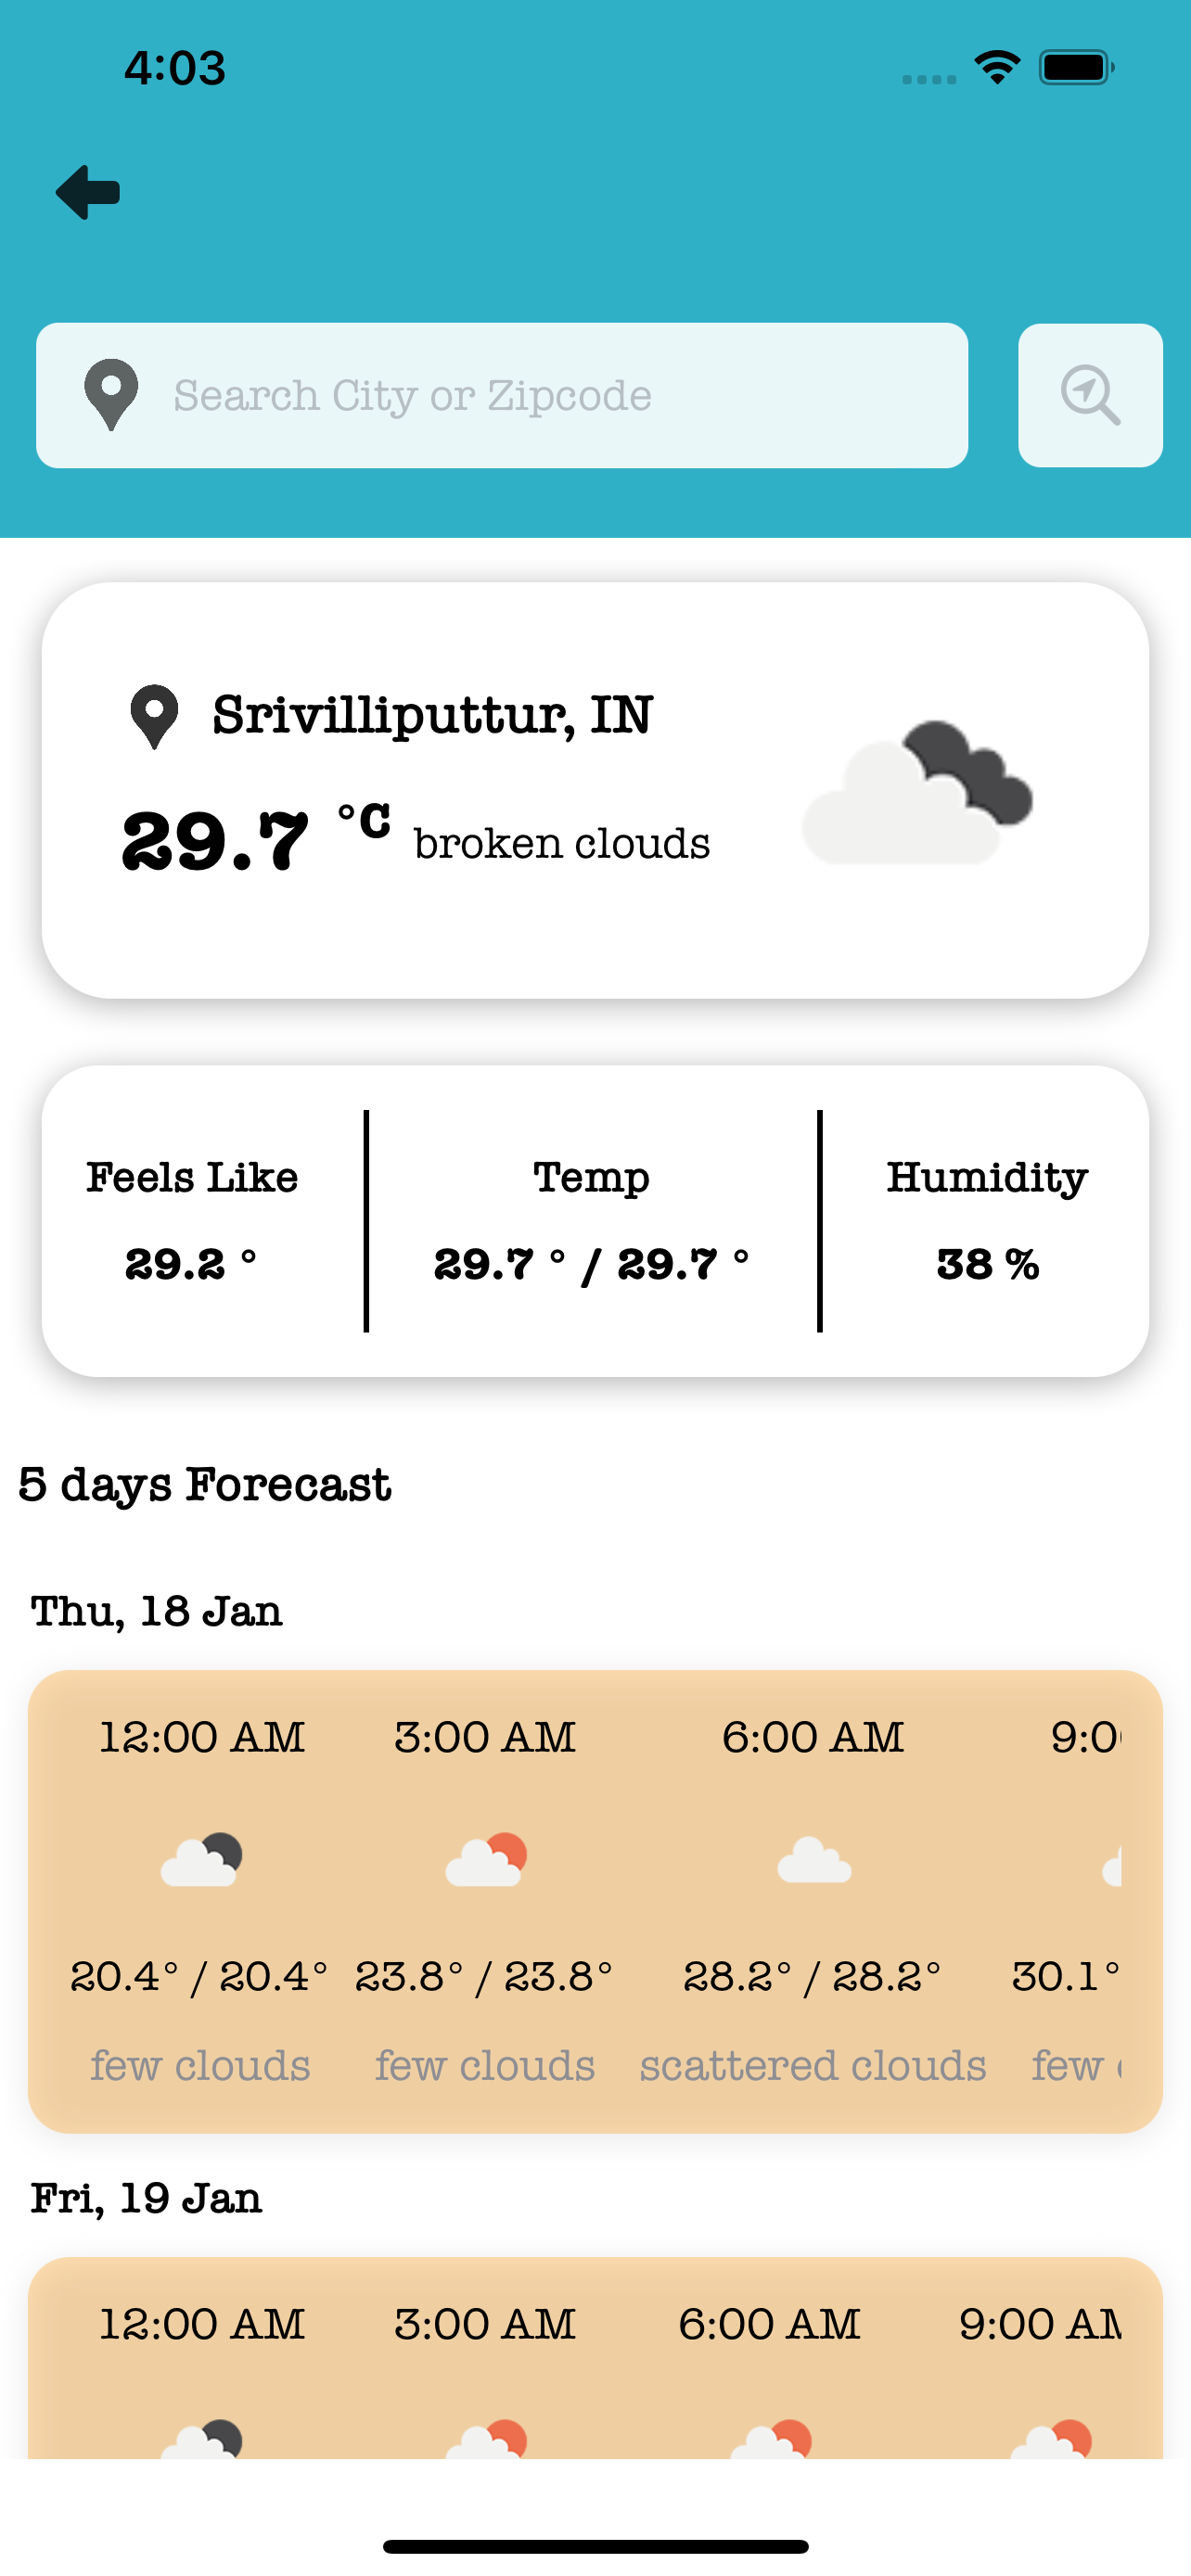 4:03
Search City or Zipcode
Srivilliputtur, IN
29.7 °C broken clouds
Feels Like Temp Humidity
29.2 ° 29.7 ° / 29.7 ° 38 %
5 days Forecast
Thu, 18 Jan
12:00 AM 3:00 AM 6:00 AM 9:0
20.4° / 20.4° 23.8° / 23.8° 28.2° / 28.2° 30.1°
few clouds few clouds scattered clouds few
Fri, 19 Jan
12:00 AM 3:00 AM 6:00 AM 9:00 AM